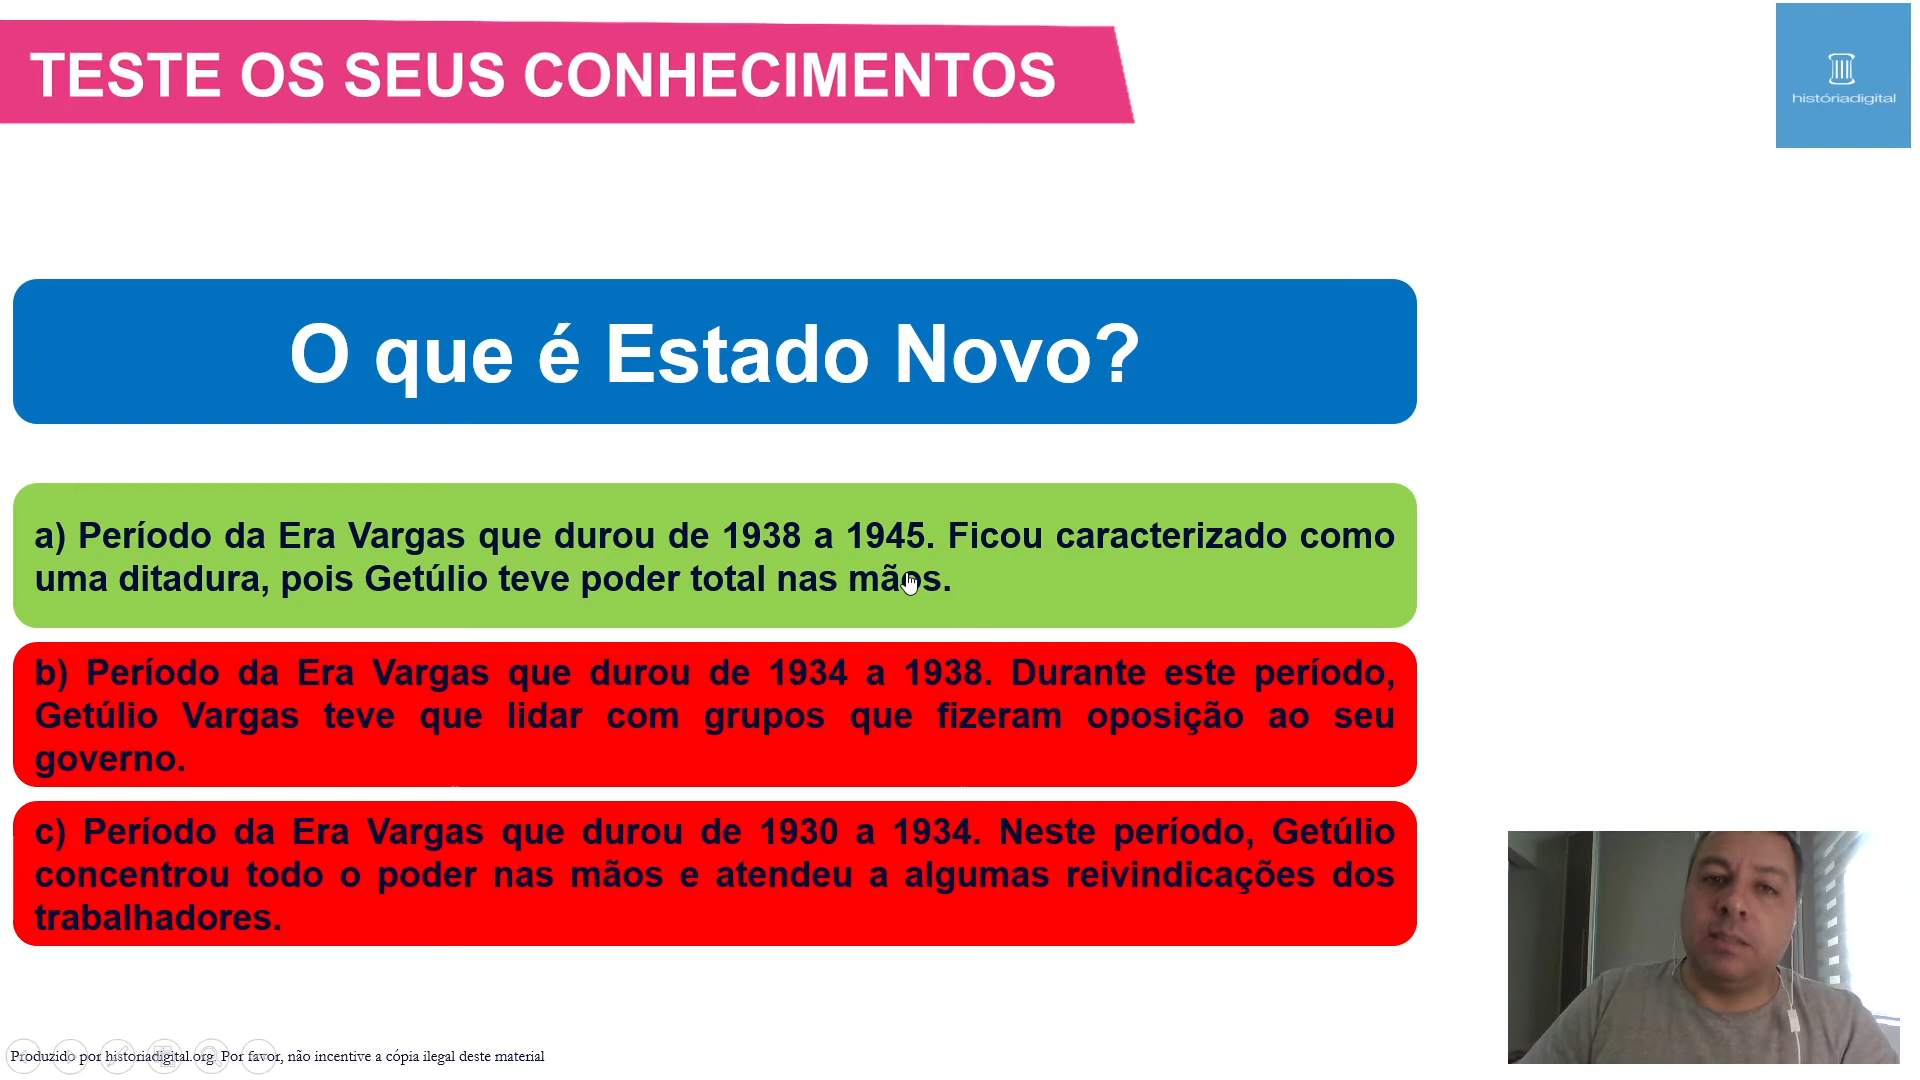 TESTE OS SEUS CONHECIMENTOS
históriadigital
O que é Estado Novo?
a) Período da Era Vargas que durou de 1938 a 1945. Ficou caracterizado como
uma ditadura, pois Getúlio teve poder total nas mãos.
b) Período da Era Vargas que durou de 1934 a 1938. Durante este período,
Getúlio Vargas teve que lidar com grupos que fizeram oposição ao seu
governo.
c) Período da Era Vargas que durou de 1930 a 1934. Neste período, Getúlio
concentrou todo o poder nas mãos e atendeu a algumas reivindicações dos
trabalhadores.
Produzido por historiadigital.org. Por favor, não incentive a cópia ilegal deste material